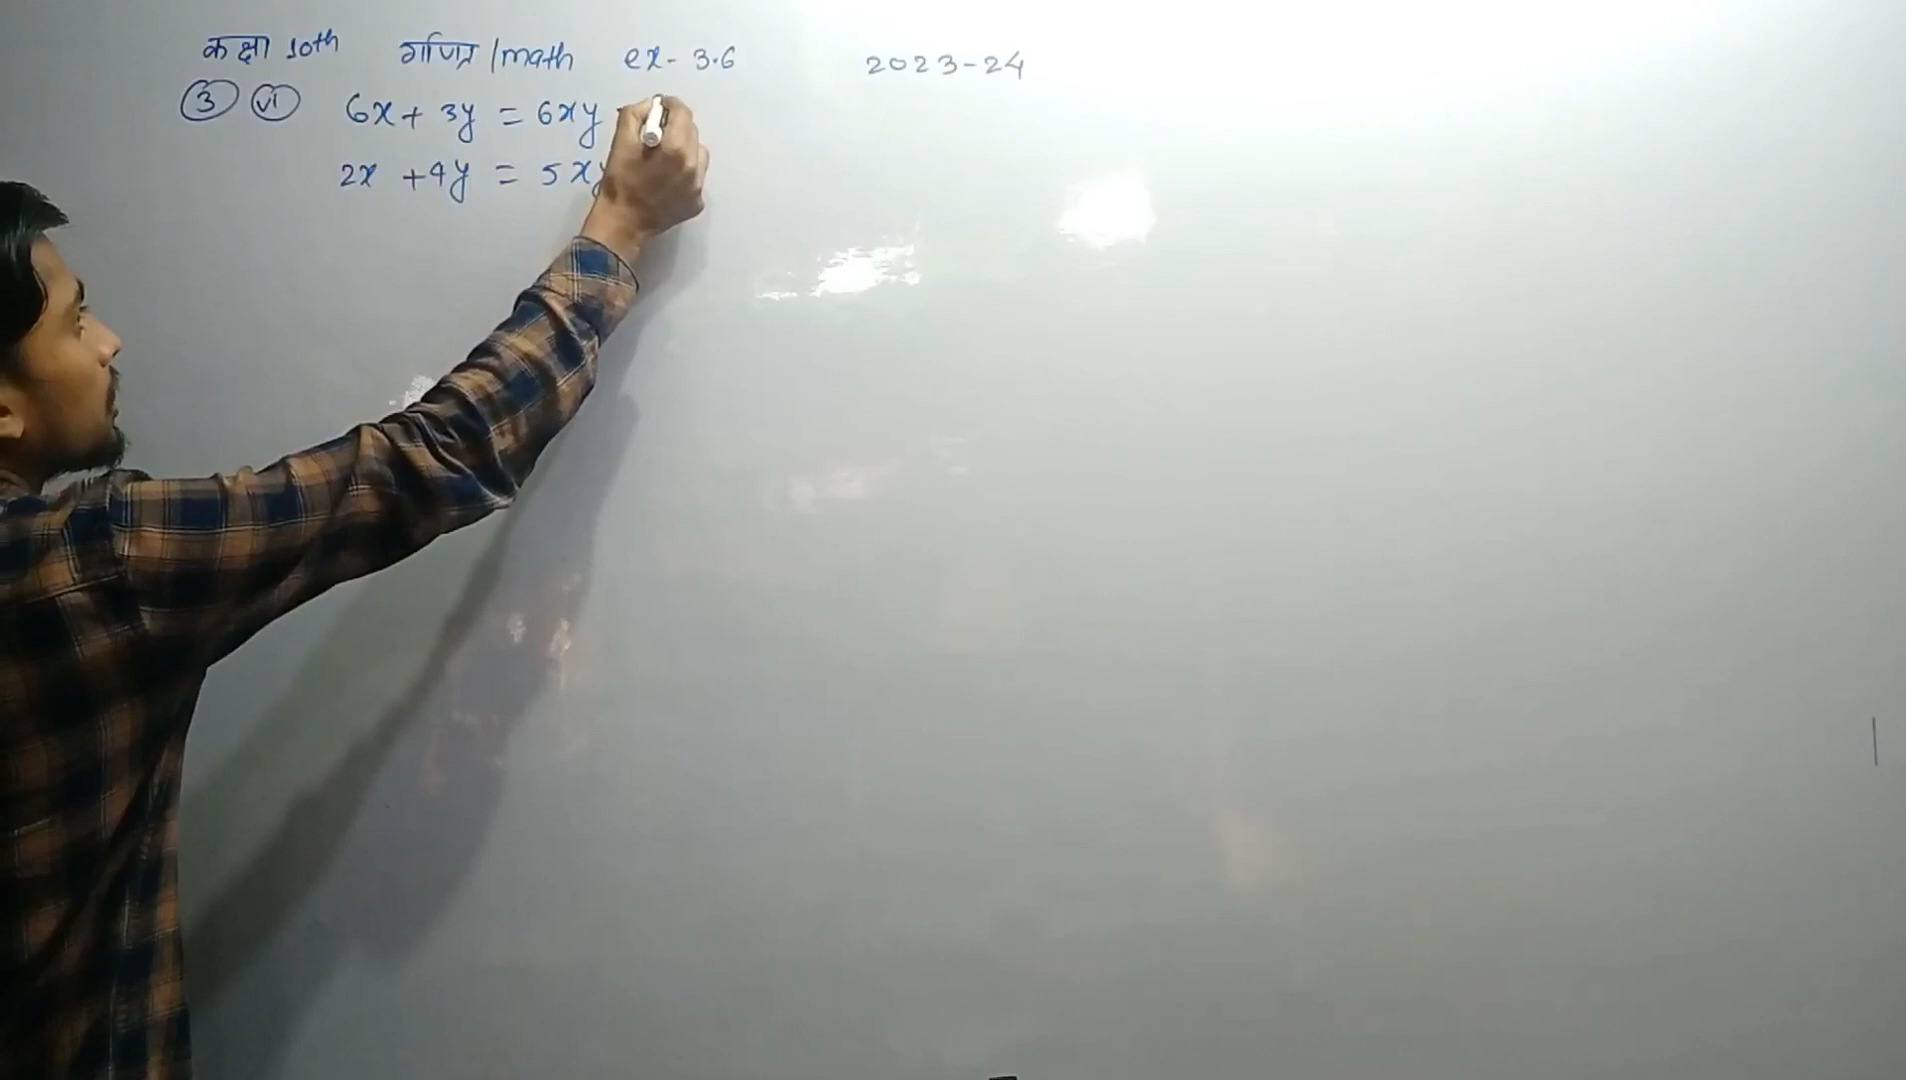 कक्षा 10th गणित /math ex- 3.6 2023-24
3 vi 6x+ 3y = 6xy
2x +4y = 5xy